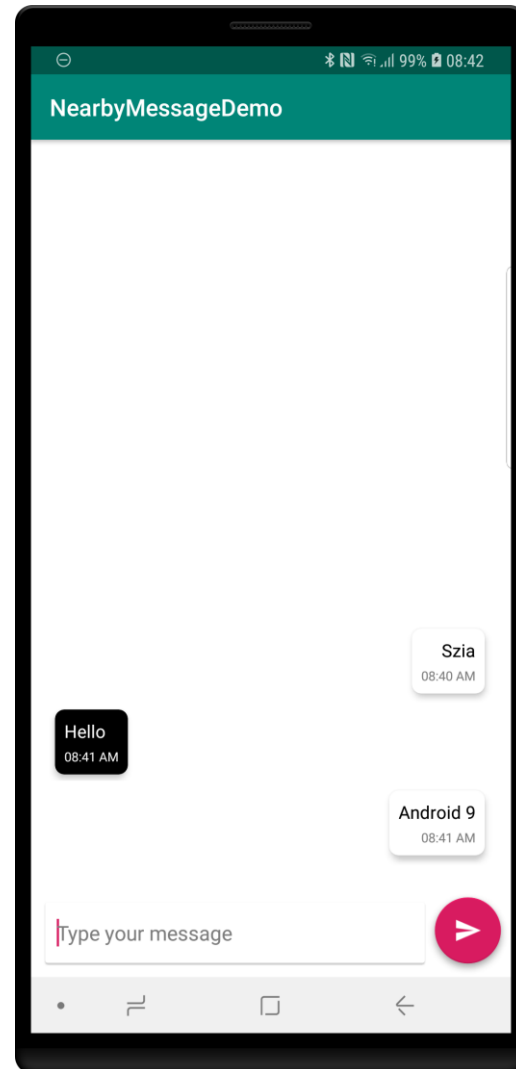 99% 08:42
NearbyMessageDemo
Szia
08:40 AM
Hello
08:41 AM
Android 9
08:41 AM
Type your message